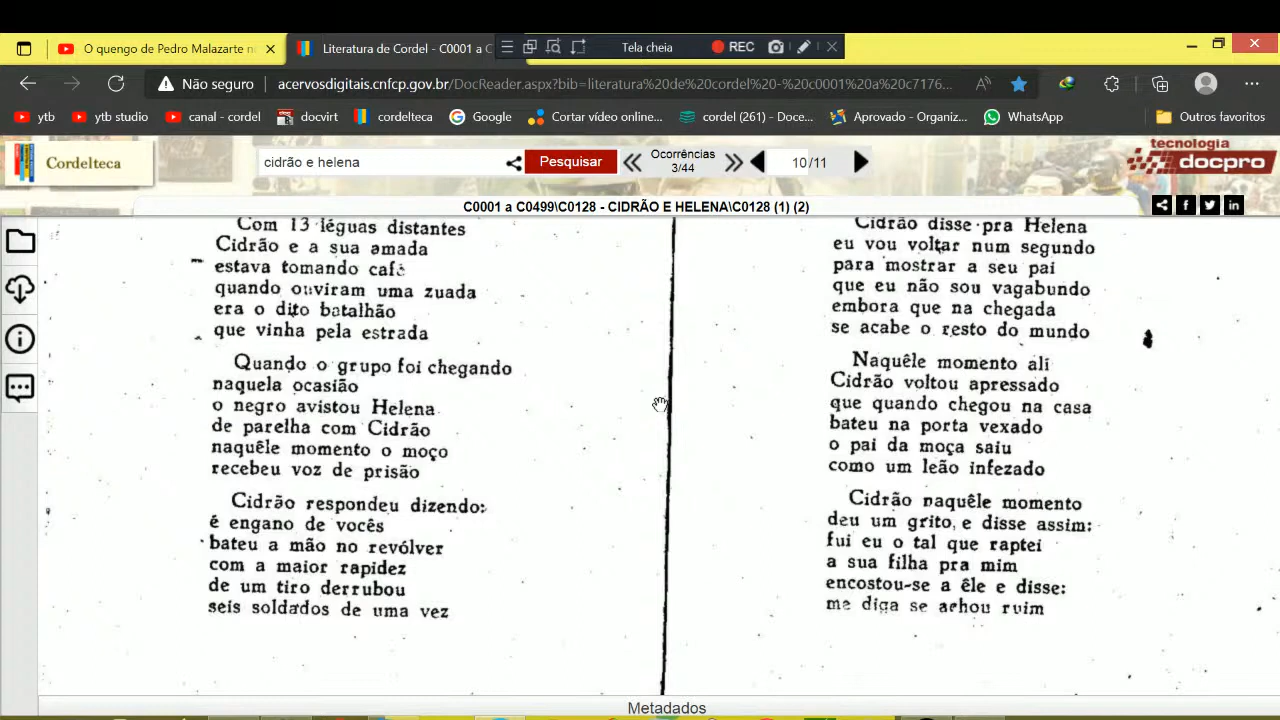 O quengo de Pedro Malazarte n
Literatura de Cordel - C0001 a C
Tela cheia
REC
Não seguro
acervosdigitais.cnfcp.gov.br/DocReader.aspx?bib=literatura%20de%20cordel%20-%20c0001%20a%20c7176...
ytb
ytb studio
canal - cordel
docvirt
cordelteca
Google
Cortar vídeo online...
cordel (261) - Doce...
Aprovado - Organiz...
WhatsApp
Outros favoritos
Cordelteca
cidrão e helena
Pesquisar
Ocorrências
3/44
10 /11
tecnologia
docpro
C0001 a C0499\C0128 - CIDRÃO E HELENA\C0128 (1) (2)
Com 13 léguas distantes
Cidrão e a sua amada
estava tomando café
quando ouviram uma zuada
era o dito batalhão
que vinha pela estrada
Quando o grupo foi chegando
naquela ocasião
o negro avistou Helena
de parelha com Cidrão
naquêle momento o moço
recebeu voz de prisão
Cidrão respondeu dizendo:
é engano de vocês
bateu a mão no revólver
com a maior rapidez
de um tiro derrubou
seis soldados de uma vez
Cidrão disse pra Helena
eu vou voltar num segundo
para mostrar a seu pai
que eu não sou vagabundo
embora que na chegada
se acabe o resto do mundo
Naquêle momento ali
Cidrão voltou apressado
que quando chegou na casa
bateu na porta vexado
o pai da moça saiu
como um leão infezado
Cidrão naquêle momento
deu um grito, e disse assim:
fui eu o tal que raptei
a sua filha pra mim
encostou-se a êle e disse:
me diga se achou ruim
Metadados